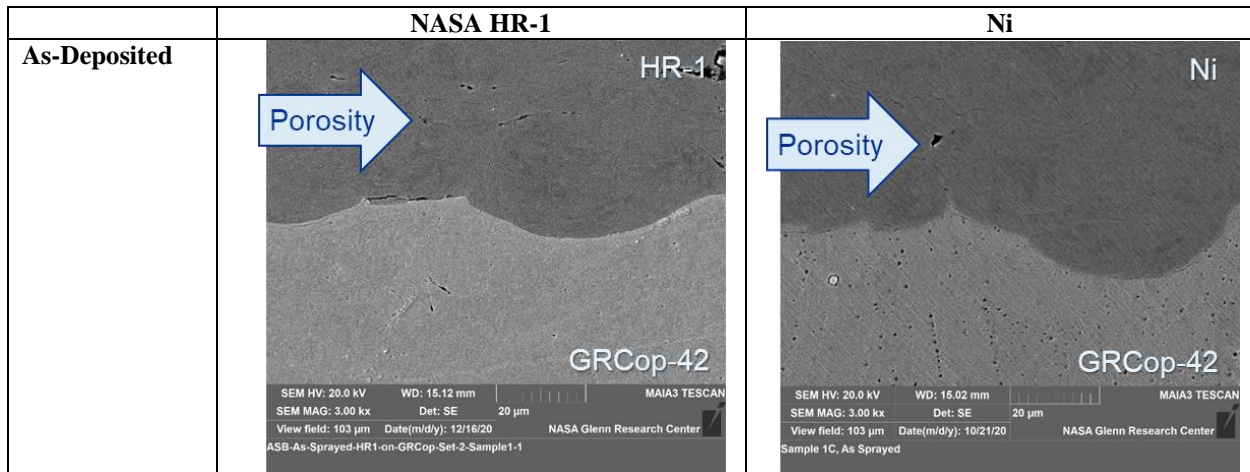 NASA HR-1
Ni
As-Deposited
HR-1
Porosity
GRCop-42
SEM HV: 20.0 kV WD: 15.12 mm MAIA3 TESCAN
SEM MAG: 3.00 kx Det: SE 20 µm
View field: 103 µm Date(m/d/y): 12/16/20 NASA Glenn Research Center
ASB-As-Sprayed-HR1-on-GRCop-Set-2-Sample1-1
Ni
Porosity
GRCop-42
SEM HV: 20.0 kV WD: 15.02 mm MAIA3 TESCAN
SEM MAG: 3.00 kx Det: SE 20 µm
View field: 103 µm Date(m/d/y): 10/21/20 NASA Glenn Research Center
Sample 1C, As Sprayed